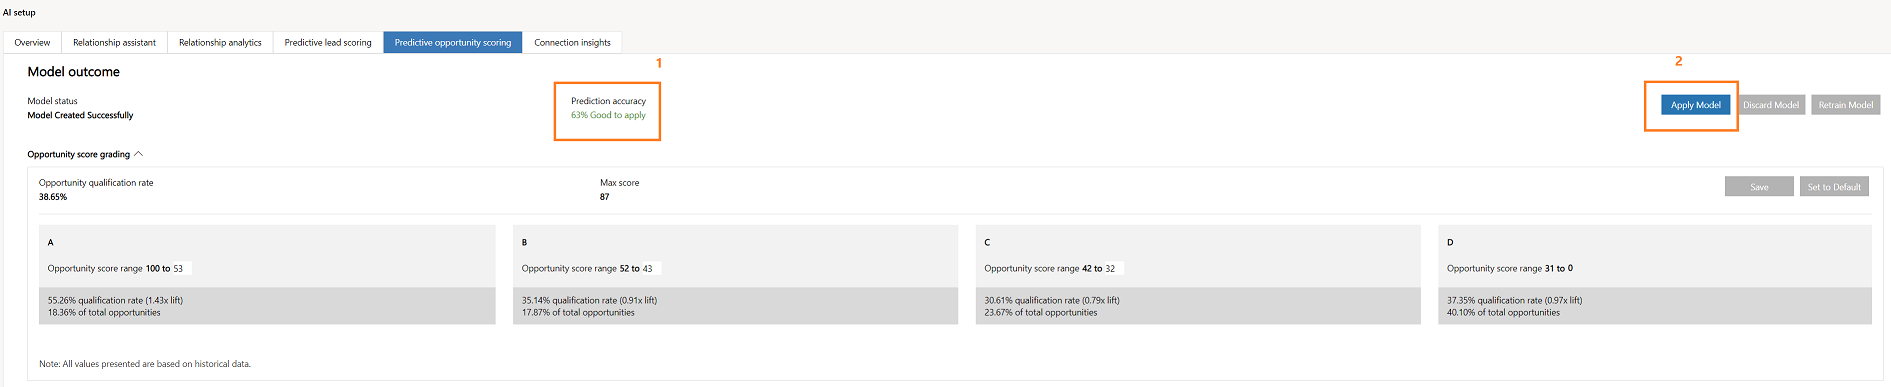 AI setup
Overview
Relationship assistant
Relationship analytics
Predictive lead scoring
Predictive opportunity scoring
Connection insights
1
2
Model outcome
Model status
Model Created Successfully
Prediction accuracy
63% Good to apply
Apply Model
Discard Model
Retrain Model
Opportunity score grading
Opportunity qualification rate
38.65%
Max score
87
Save
Set to Default
A
Opportunity score range 100 to 53
55.26% qualification rate (1.43x lift)
18.36% of total opportunities
B
Opportunity score range 52 to 43
35.14% qualification rate (0.91x lift)
17.87% of total opportunities
C
Opportunity score range 42 to 32
30.61% qualification rate (0.79x lift)
23.67% of total opportunities
D
Opportunity score range 31 to 0
37.35% qualification rate (0.97x lift)
40.10% of total opportunities
Note: All values presented are based on historical data.